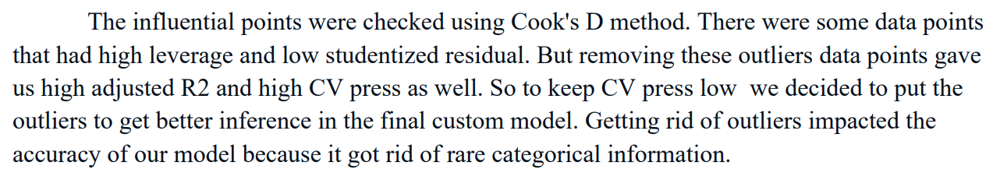 The influential points were checked using Cook's D method. There were some data points
that had high leverage and low studentized residual. But removing these outliers data points gave
us high adjusted R2 and high CV press as well. So to keep CV press low  we decided to put the
outliers to get better inference in the final custom model. Getting rid of outliers impacted the
accuracy of our model because it got rid of rare categorical information.